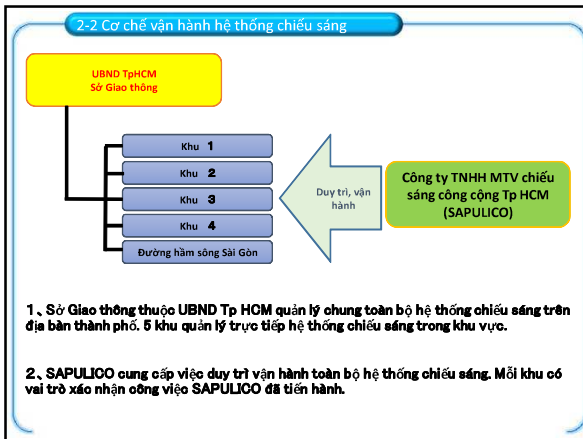 2-2 Cơ chế vận hành hệ thống chiếu sáng
UBND TpHCM
Sở Giao thông
Khu 1
Khu 2
Khu 3
Khu 4
Đường hầm sông Sài Gòn
Duy trì, vận
hành
Công ty TNHH MTV chiếu
sáng công cộng Tp HCM
(SAPULICO)
1、Sở Giao thông thuộc UBND Tp HCM quản lý chung toàn bộ hệ thống chiếu sáng trên
địa bàn thành phố. 5 khu quản lý trực tiếp hệ thống chiếu sáng trong khu vực.
2、SAPULICO cung cấp việc duy trì vận hành toàn bộ hệ thống chiếu sáng. Mỗi khu có
vai trò xác nhận công việc SAPULICO đã tiến hành.